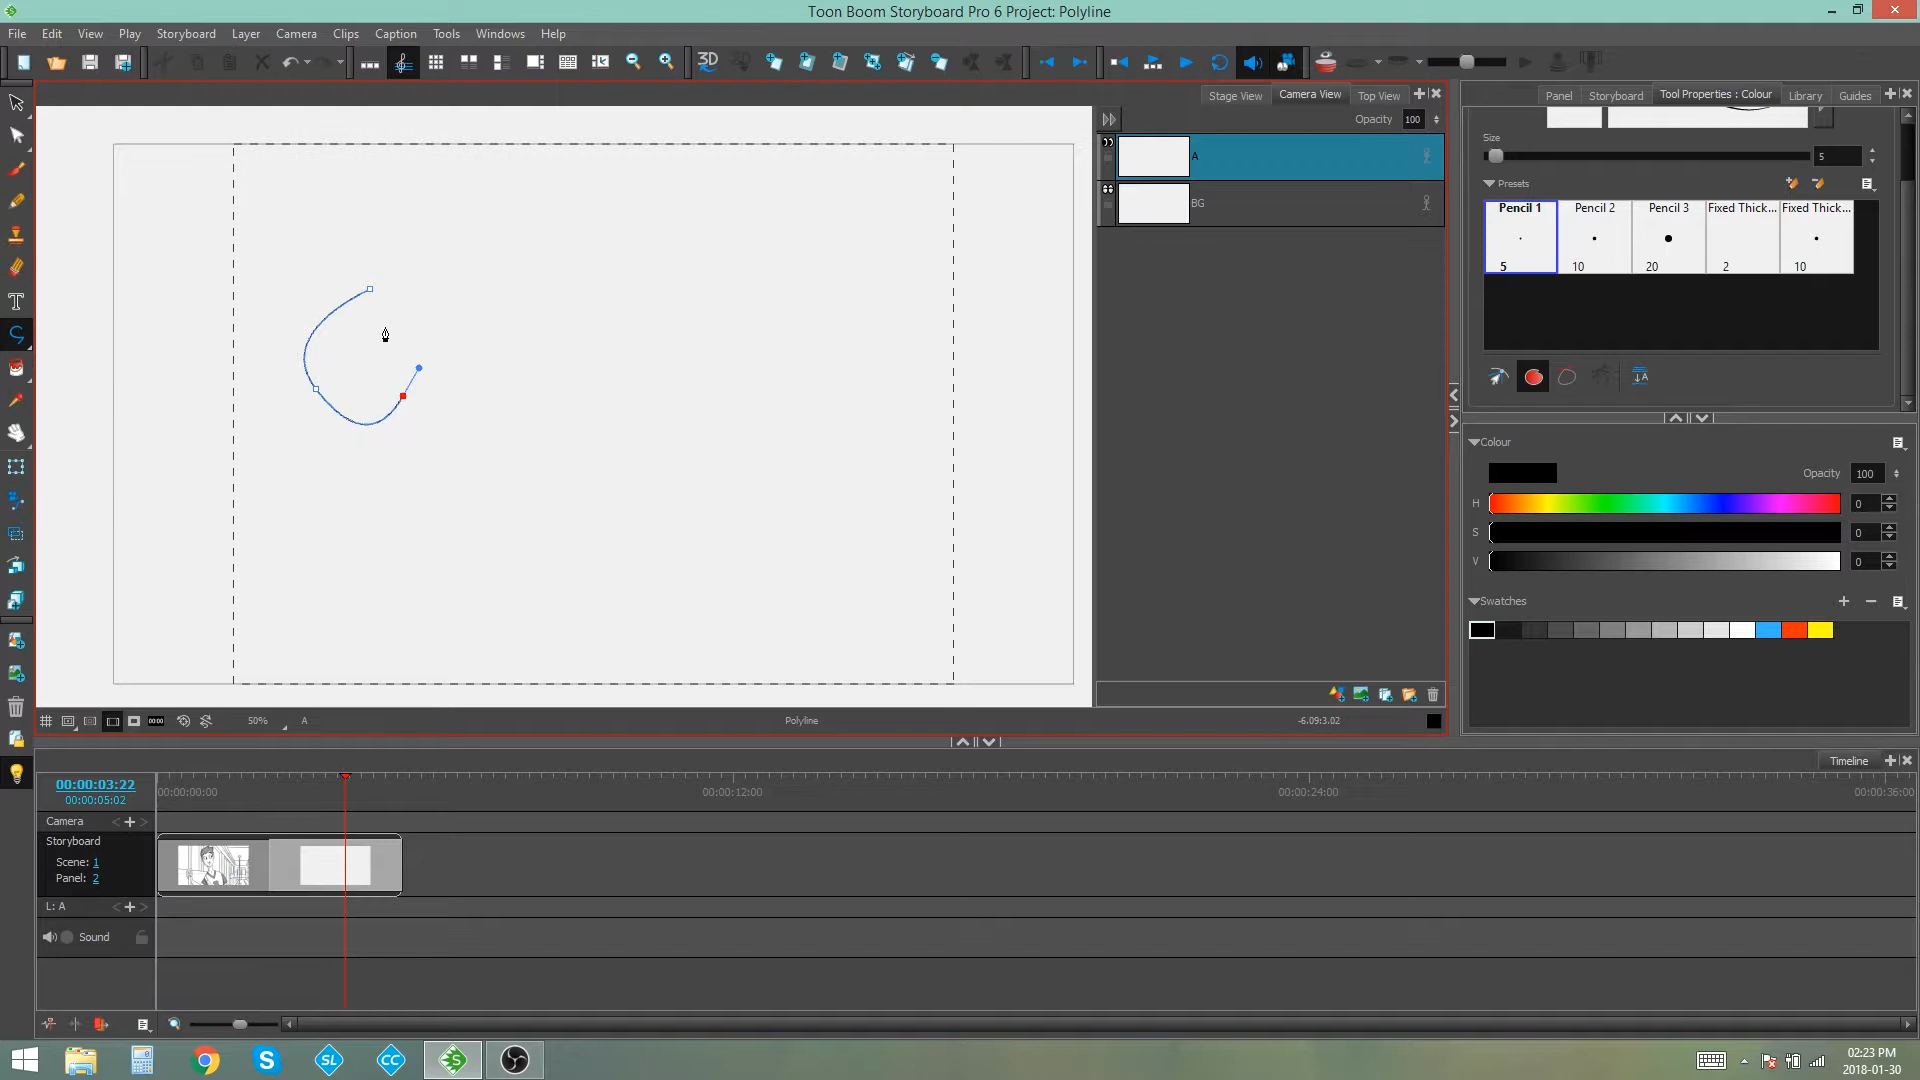 Toon Boom Storyboard Pro 6 Project: Polyline
File Edit View Play Storyboard Layer Camera Clips Caption Tools Windows Help
3D
Stage View Camera View Top View
Panel Storyboard Tool Properties : Colour Library Guides
Opacity 100
A
BG
Size 5
Presets
Pencil 1 Pencil 2 Pencil 3 Fixed Thick... Fixed Thick...
5 10 20 2 10
Colour
Opacity 100
H 0
S 0
V 0
Swatches
50% A Polyline -6.09:3.02
Timeline
00:00:03:22
00:00:05:02
00:00:00:00 00:00:12:00 00:00:24:00 00:00:36:00
Camera
Storyboard
Scene: 1
Panel: 2
L: A
Sound
SL CC S
02:23 PM
2018-01-30